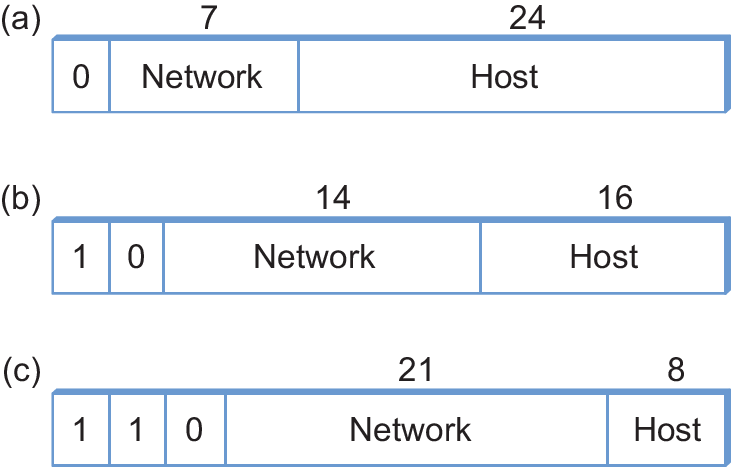 (a) 7 24
0 Network Host
(b) 14 16
1 0 Network Host
(c) 21 8
1 1 0 Network Host